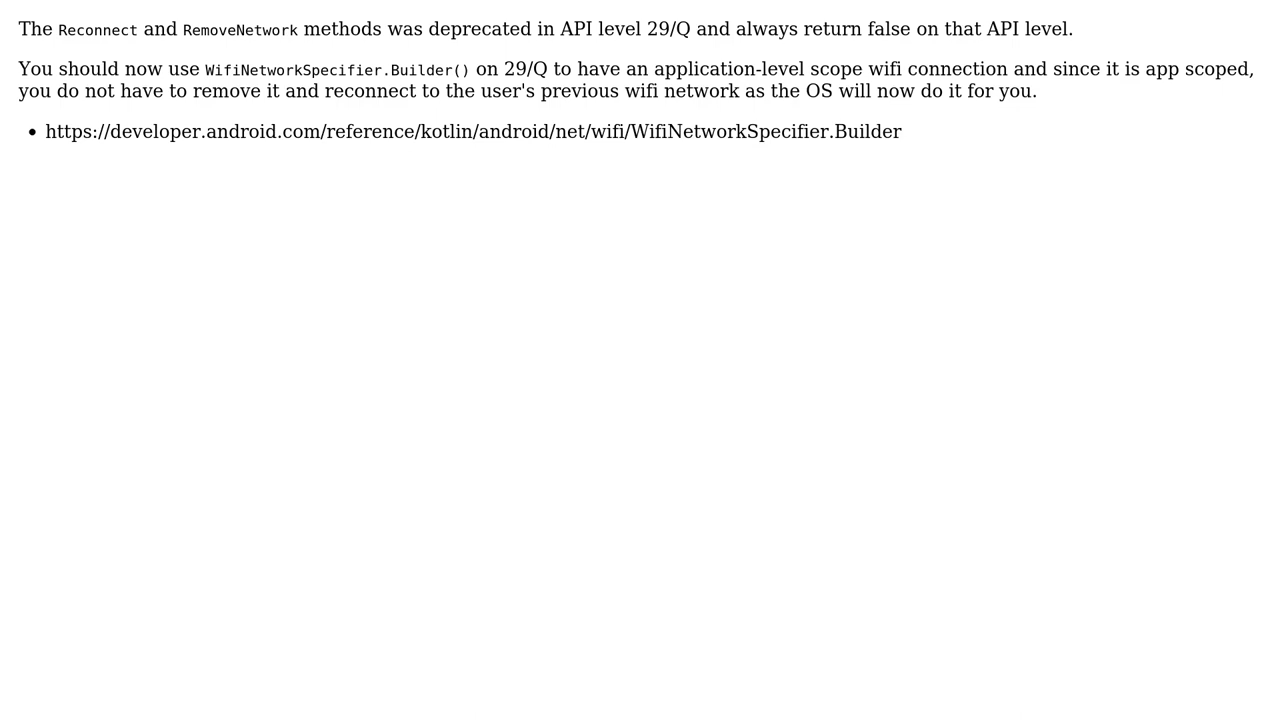 The Reconnect and RemoveNetwork methods was deprecated in API level 29/Q and always return false on that API level.
You should now use WifiNetworkSpecifier.Builder() on 29/Q to have an application-level scope wifi connection and since it is app scoped,
you do not have to remove it and reconnect to the user's previous wifi network as the OS will now do it for you.
• https://developer.android.com/reference/kotlin/android/net/wifi/WifiNetworkSpecifier.Builder